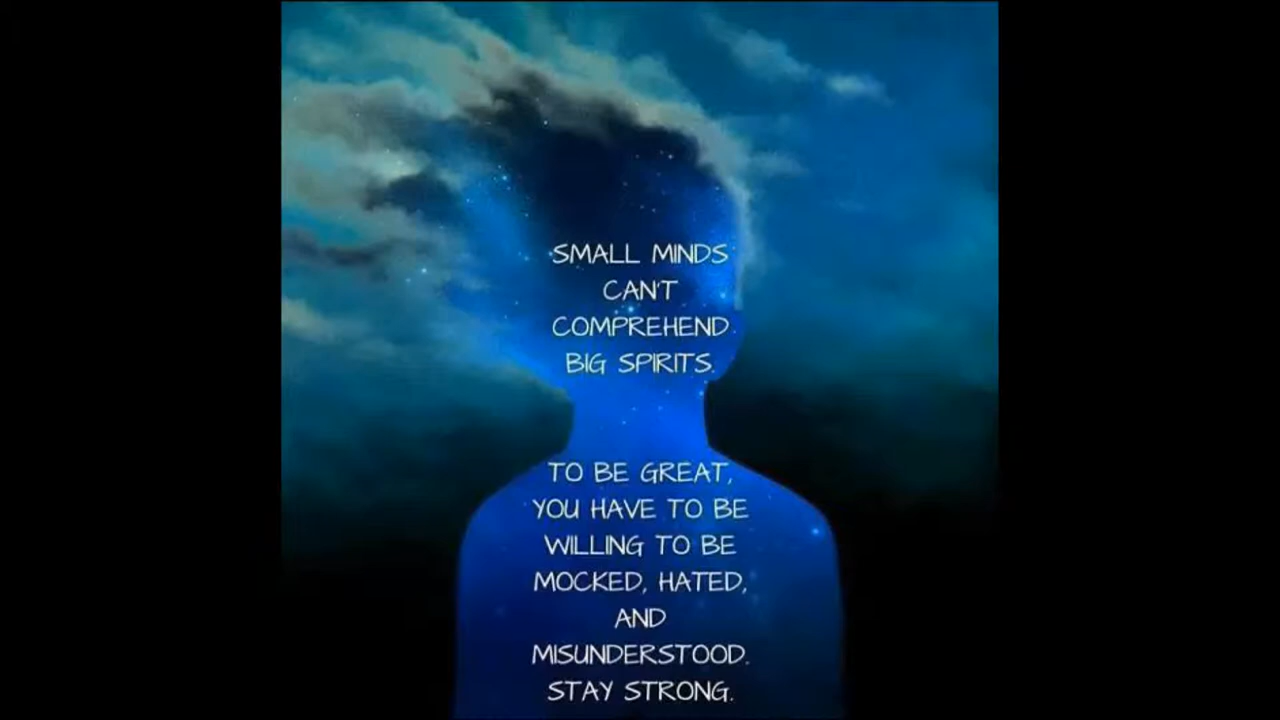 SMALL MINDS
CAN'T
COMPREHEND
BIG SPIRITS.
TO BE GREAT,
YOU HAVE TO BE
WILLING TO BE
MOCKED, HATED,
AND
MISUNDERSTOOD.
STAY STRONG.